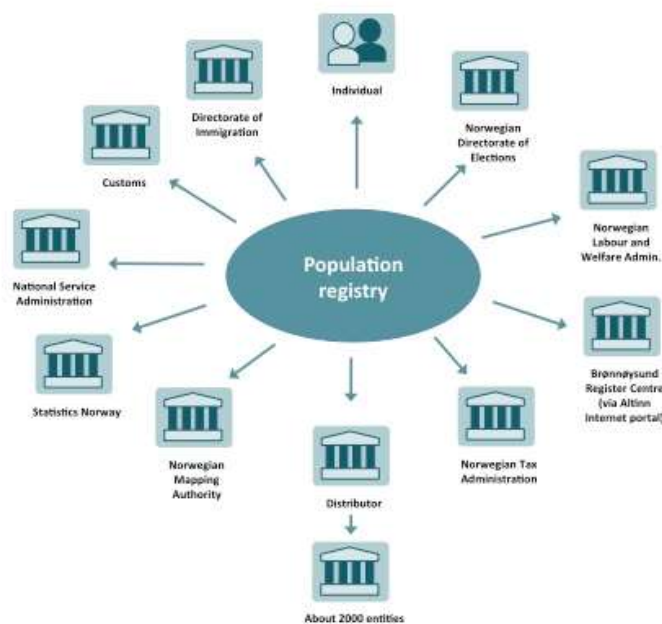 Individual
Directorate of
Immigration
Norwegian
Directorate of
Elections
Customs
Norwegian
Labour and
Welfare Admin.
Population
registry
National Service
Administration
Brønnøysund
Register Centre
(via Altinn
Internet portal)
Statistics Norway
Norwegian
Mapping
Authority
Norwegian Tax
Administration
Distributor
About 2000 entities